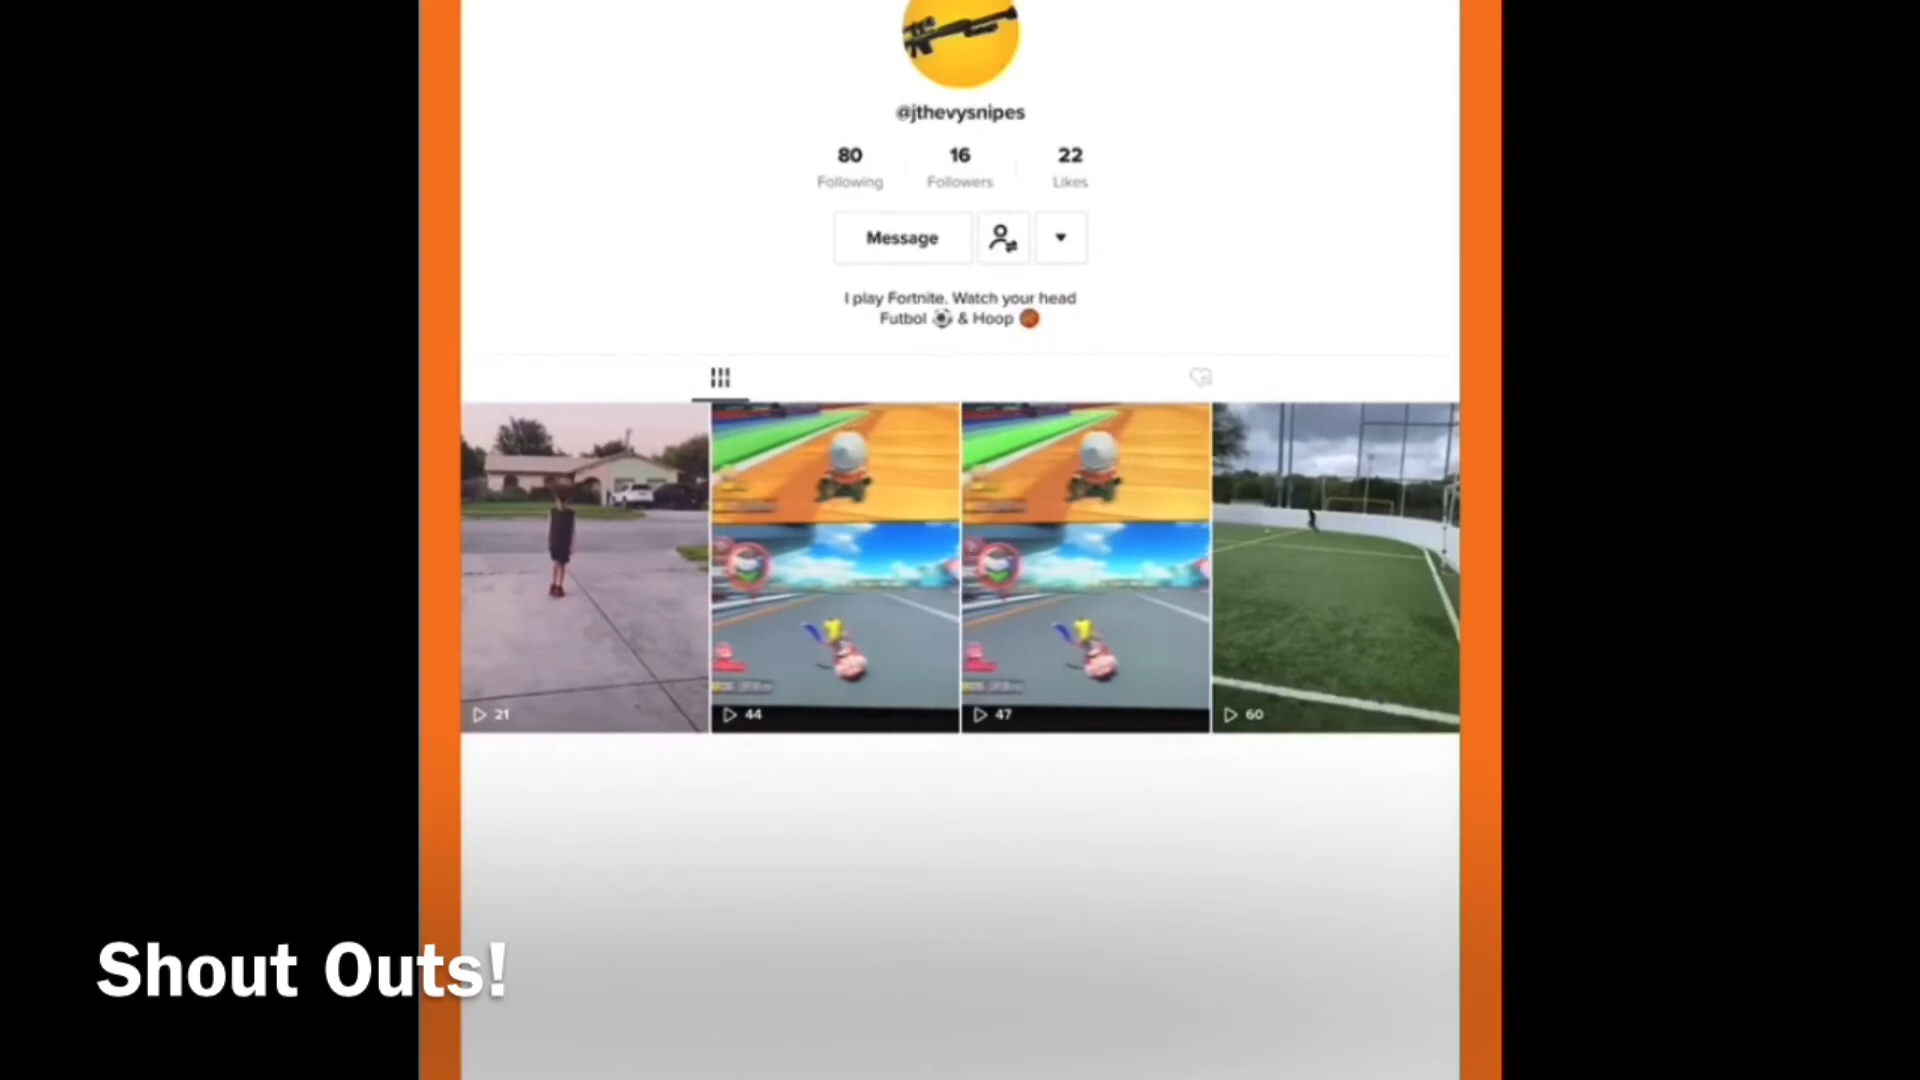 @jthevysnipes
80 16 22
Following Followers Likes
Message
I play Fortnite. Watch your head
Futbol ⚽ & Hoop 🏀
21 44 47 60
Shout Outs!